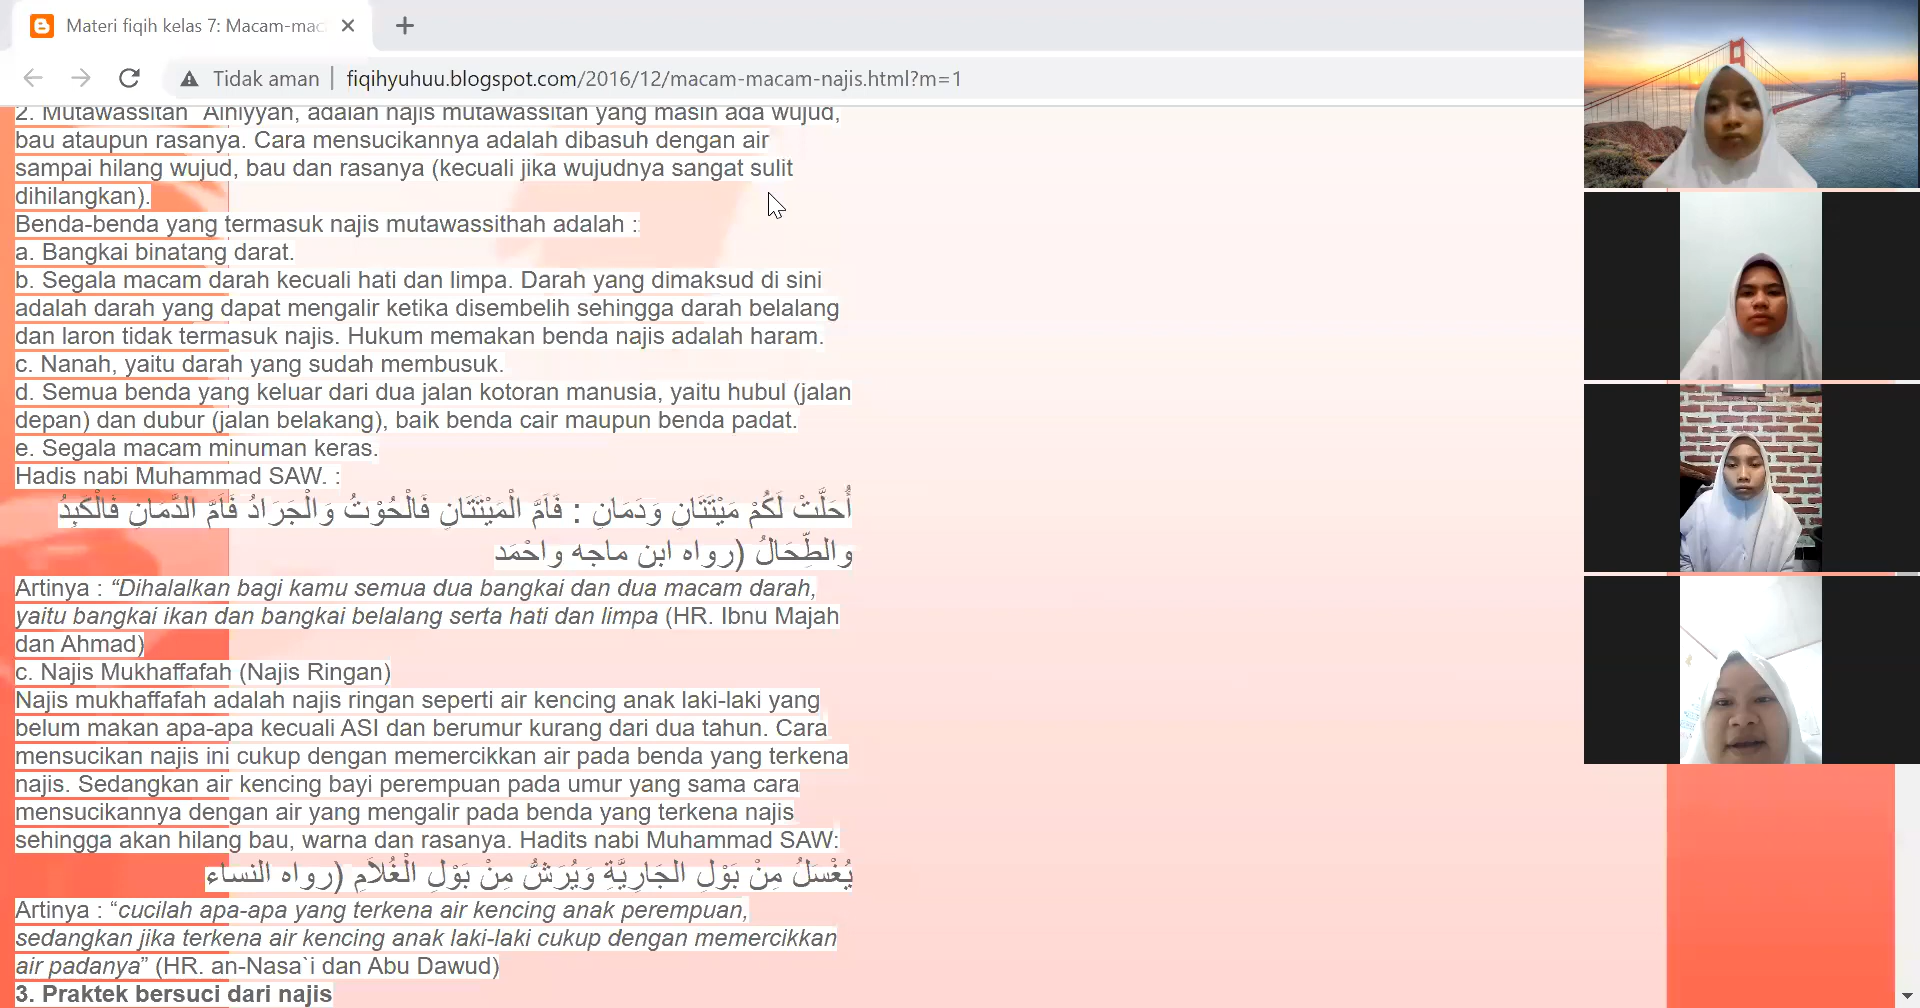 Materi fiqih kelas 7: Macam-mac
Tidak aman
fiqihyuhuu.blogspot.com/2016/12/macam-macam-najis.html?m=1
2. Mutawassitah `Ainiyyah, adalah najis mutawassitah yang masih ada wujud,
bau ataupun rasanya. Cara mensucikannya adalah dibasuh dengan air
sampai hilang wujud, bau dan rasanya (kecuali jika wujudnya sangat sulit
dihilangkan).
Benda-benda yang termasuk najis mutawassithah adalah :
a. Bangkai binatang darat.
b. Segala macam darah kecuali hati dan limpa. Darah yang dimaksud di sini
adalah darah yang dapat mengalir ketika disembelih sehingga darah belalang
dan laron tidak termasuk najis. Hukum memakan benda najis adalah haram.
c. Nanah, yaitu darah yang sudah membusuk.
d. Semua benda yang keluar dari dua jalan kotoran manusia, yaitu hubul (jalan
depan) dan dubur (jalan belakang), baik benda cair maupun benda padat.
e. Segala macam minuman keras.
Hadis nabi Muhammad SAW. :
أُحَلَّتْ لَكُمْ مَيْتَتَانِ وَدَمَانِ : فَاَمَّ الْمَيْتَتَانِ فَالْحُوْتُ وَالْجَرَادُ فَاَمَّ الدَّمَانِ فَالْكَبِدُ
والطِّحَالُ (رواه ابن ماجه واحْمَد
Artinya : “Dihalalkan bagi kamu semua dua bangkai dan dua macam darah,
yaitu bangkai ikan dan bangkai belalang serta hati dan limpa (HR. Ibnu Majah
dan Ahmad)
c. Najis Mukhaffafah (Najis Ringan)
Najis mukhaffafah adalah najis ringan seperti air kencing anak laki-laki yang
belum makan apa-apa kecuali ASI dan berumur kurang dari dua tahun. Cara
mensucikan najis ini cukup dengan memercikkan air pada benda yang terkena
najis. Sedangkan air kencing bayi perempuan pada umur yang sama cara
mensucikannya dengan air yang mengalir pada benda yang terkena najis
sehingga akan hilang bau, warna dan rasanya. Hadits nabi Muhammad SAW:
يُغْسَلُ مِنْ بَوْلِ الجَارِيَّةِ وَيُرَشُّ مِنْ بَوْلِ الْغُلاَمِ (رواه النساء
Artinya : “cucilah apa-apa yang terkena air kencing anak perempuan,
sedangkan jika terkena air kencing anak laki-laki cukup dengan memercikkan
air padanya” (HR. an-Nasa`i dan Abu Dawud)
3. Praktek bersuci dari najis